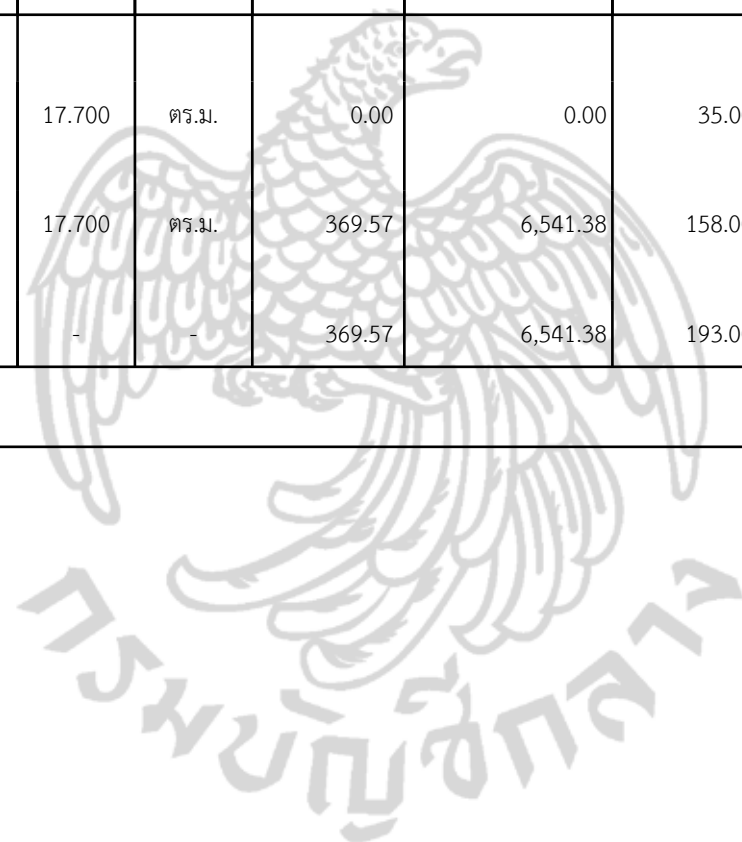 17.700 ตร.ม. 0.00 0.00 35.0
17.700 ตร.ม. 369.57 6,541.38 158.0
- - 369.57 6,541.38 193.0
กรมบัญชีกลาง